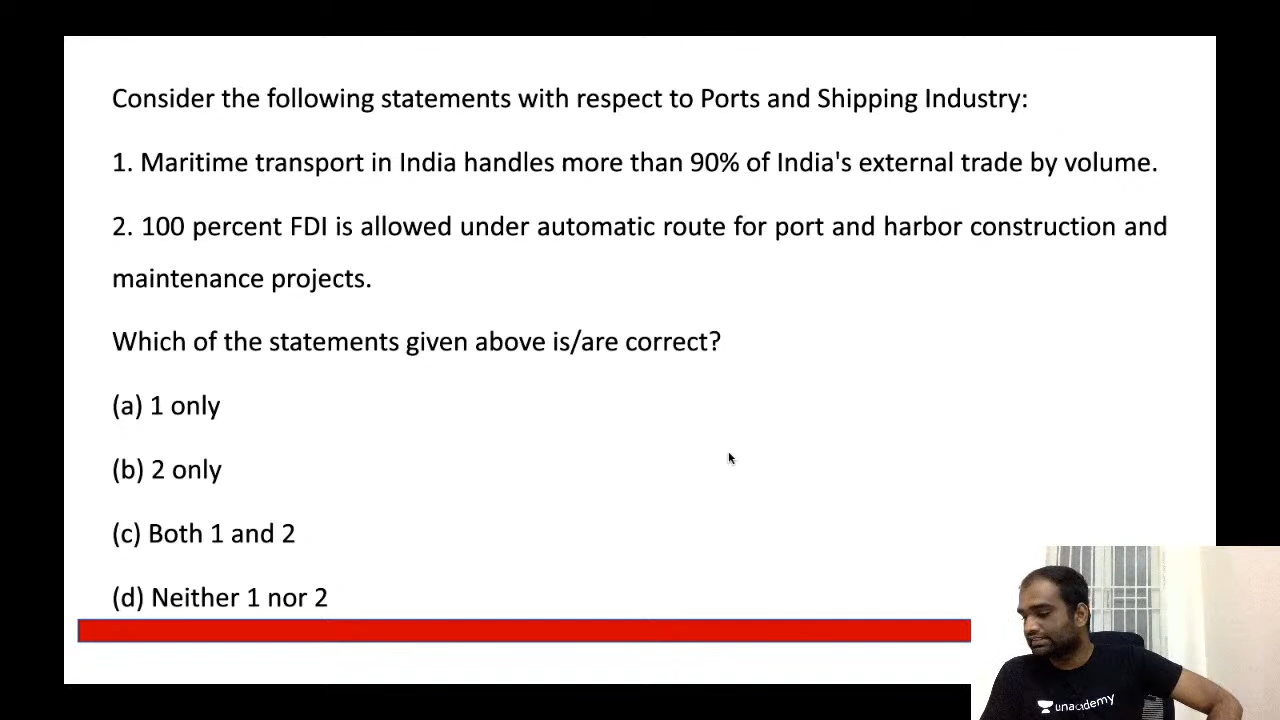 Consider the following statements with respect to Ports and Shipping Industry:
1. Maritime transport in India handles more than 90% of India's external trade by volume.
2. 100 percent FDI is allowed under automatic route for port and harbor construction and
maintenance projects.
Which of the statements given above is/are correct?
(a) 1 only
(b) 2 only
(c) Both 1 and 2
(d) Neither 1 nor 2
unacademy